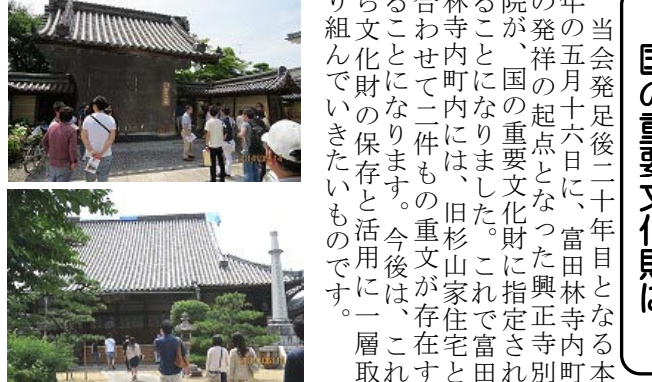 国の重要文化財に
当会発足後二十年目となる本
年の五月十六日に、富田林寺内町
の発祥の起点となった興正寺別
院が、国の重要文化財に指定され
ることになりました。これで富田
林寺内町内には、旧杉山家住宅と
合わせて二件もの重文が存在す
ることになります。今後は、これ
ら文化財の保存と活用に一層取
り組んでいきたいものです。